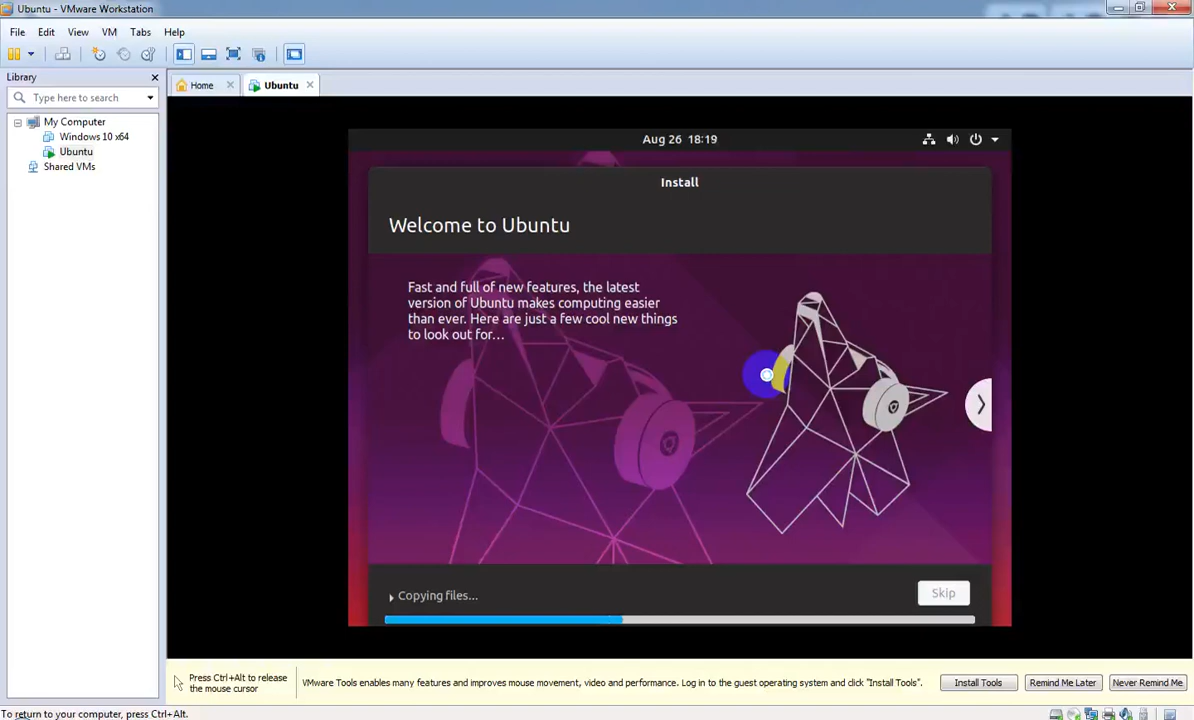 Ubuntu - VMware Workstation
File Edit View VM Tabs Help
Library
Home
Ubuntu
Type here to search
My Computer
Windows 10 x64
Ubuntu
Shared VMs
Aug 26 18:19
Install
Welcome to Ubuntu
Fast and full of new features, the latest
version of Ubuntu makes computing easier
than ever. Here are just a few cool new things
to look out for...
Copying files...
Skip
Press Ctrl+Alt to release
the mouse cursor
VMware Tools enables many features and improves mouse movement, video and performance. Log in to the guest operating system and click "Install Tools".
Install Tools
Remind Me Later
Never Remind Me
To return to your computer, press Ctrl+Alt.